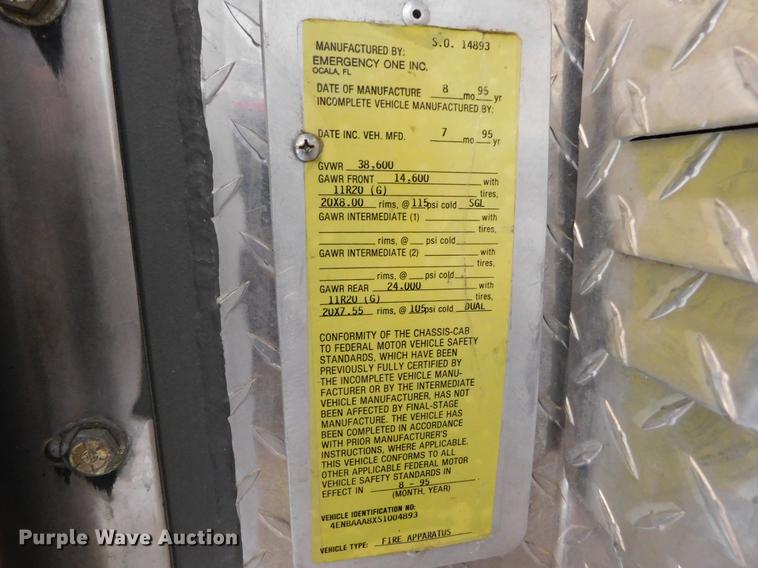 S.O. 14893
MANUFACTURED BY:
EMERGENCY ONE INC.
OCALA, FL
DATE OF MANUFACTURE 8 mo 95 yr
INCOMPLETE VEHICLE MANUFACTURED BY:
DATE INC. VEH. MFD. 7 mo 95 yr
GVWR 38,600
GAWR FRONT 14,600 with
11R20 (G) tires,
20X8.00 rims, @ 115 psi cold SGL
GAWR INTERMEDIATE (1) with
tires,
rims, @ psi cold
GAWR INTERMEDIATE (2) with
tires,
rims, @ psi cold
GAWR REAR 24,000 with
11R20 (G) tires,
20X7.55 rims, @ 105 psi cold DUAL
CONFORMITY OF THE CHASSIS-CAB
TO FEDERAL MOTOR VEHICLE SAFETY
STANDARDS, WHICH HAVE BEEN
PREVIOUSLY FULLY CERTIFIED BY
THE INCOMPLETE VEHICLE MANU-
FACTURER OR BY THE INTERMEDIATE
VEHICLE MANUFACTURER, HAS NOT
BEEN AFFECTED BY FINAL-STAGE
MANUFACTURE. THE VEHICLE HAS
BEEN COMPLETED IN ACCORDANCE
WITH PRIOR MANUFACTURER'S
INSTRUCTIONS, WHERE APPLICABLE.
THIS VEHICLE CONFORMS TO ALL
OTHER APPLICABLE FEDERAL MOTOR
VEHICLE SAFETY STANDARDS IN
EFFECT IN 8 - 95
(MONTH, YEAR)
VEHICLE IDENTIFICATION NO:
4ENBAAA8XS1004893
VEHICLE TYPE: FIRE APPARATUS
Purple Wave Auction